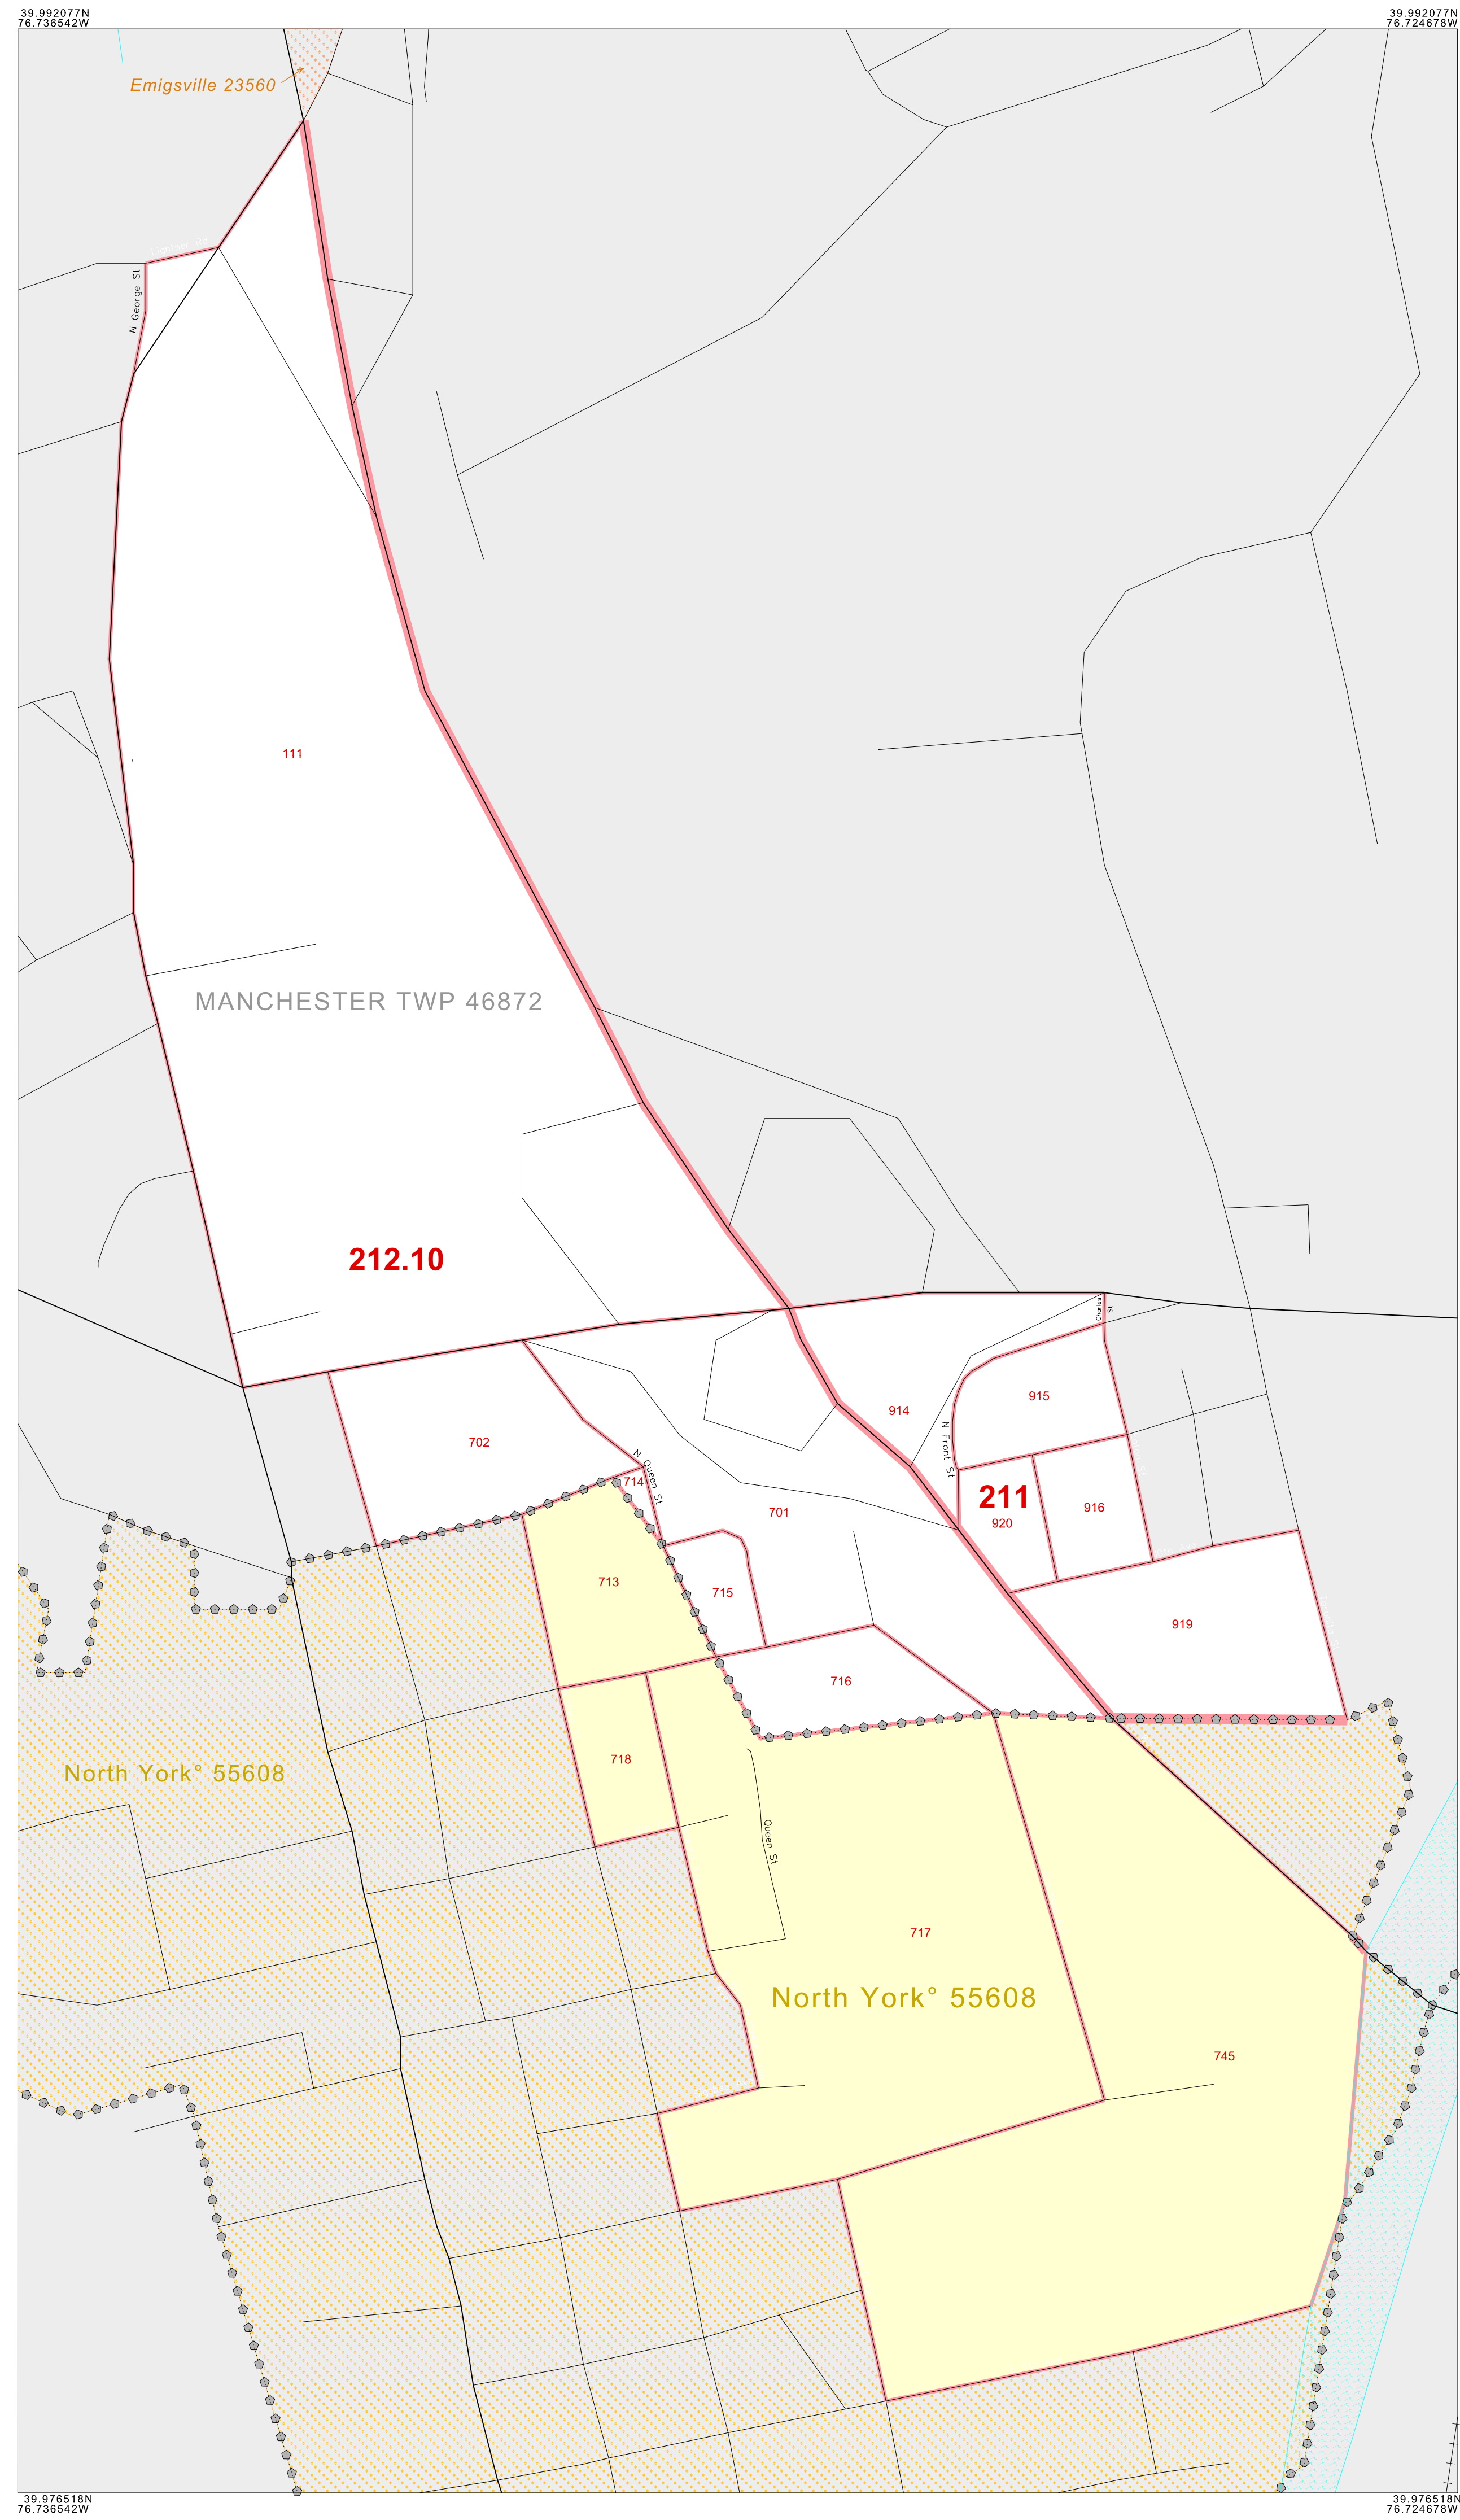 39.992077N
76.736542W
39.992077N
76.724678W
Emigsville 23560
N George St
111
MANCHESTER TWP 46872
212.10
Charles
St
915
914
N Front St
702
N Queen St
714
211
701
920
916
713
715
919
716
718
North York° 55608
Queen St
717
North York° 55608
745
39.976518N
76.736542W
39.976518N
76.724678W